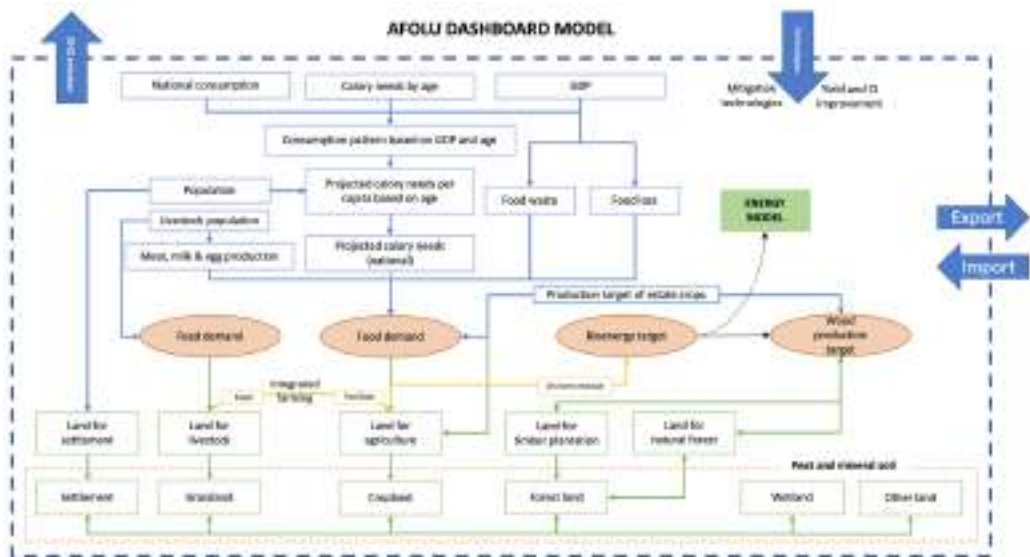 AFOLU DASHBOARD MODEL
National consumption
Calory needs by age
GDP
Mitigation
technologies
Yield and CI
improvement
Consumption pattern based on GDP and age
Population
Projected calory needs per
capita based on age
Food waste
Food loss
ENERGY
MODEL
Export
Livestock population
Meat, milk & egg production
Projected calory needs
(national)
Import
Production target of estate crops
Food demand
Food demand
Bioenergy target
Wood
production
target
Integrated
farming
Land for
settlement
Land for
livestock
Land for
agriculture
Land for
timber plantation
Land for
natural forest
Peat and mineral soil
Settlement
Grassland
Cropland
Forest land
Wetland
Other land